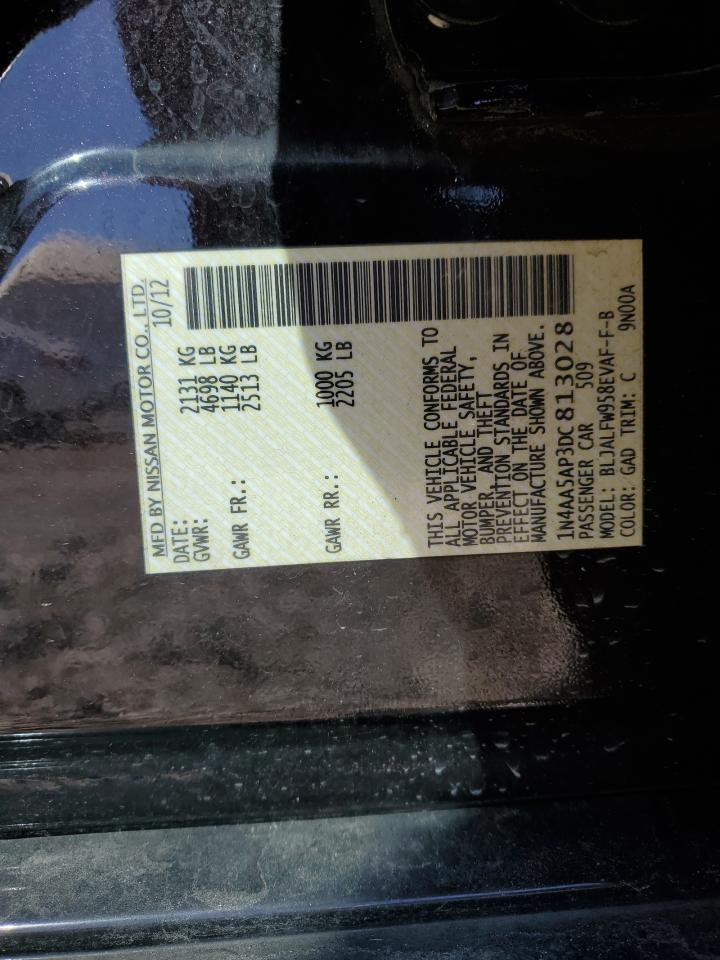 MFD BY NISSAN MOTOR CO., LTD.
DATE: 10/12
GVWR: 2131 KG
4698 LB
GAWR FR.: 1140 KG
2513 LB
GAWR RR.: 1000 KG
2205 LB
THIS VEHICLE CONFORMS TO
ALL APPLICABLE FEDERAL
MOTOR VEHICLE SAFETY,
BUMPER, AND THEFT
PREVENTION STANDARDS IN
EFFECT ON THE DATE OF
MANUFACTURE SHOWN ABOVE.
1N4AA5AP3DC813028
PASSENGER CAR 509
MODEL: BLJALFW958EVAF-F-B
COLOR: GAD TRIM: C 9N00A